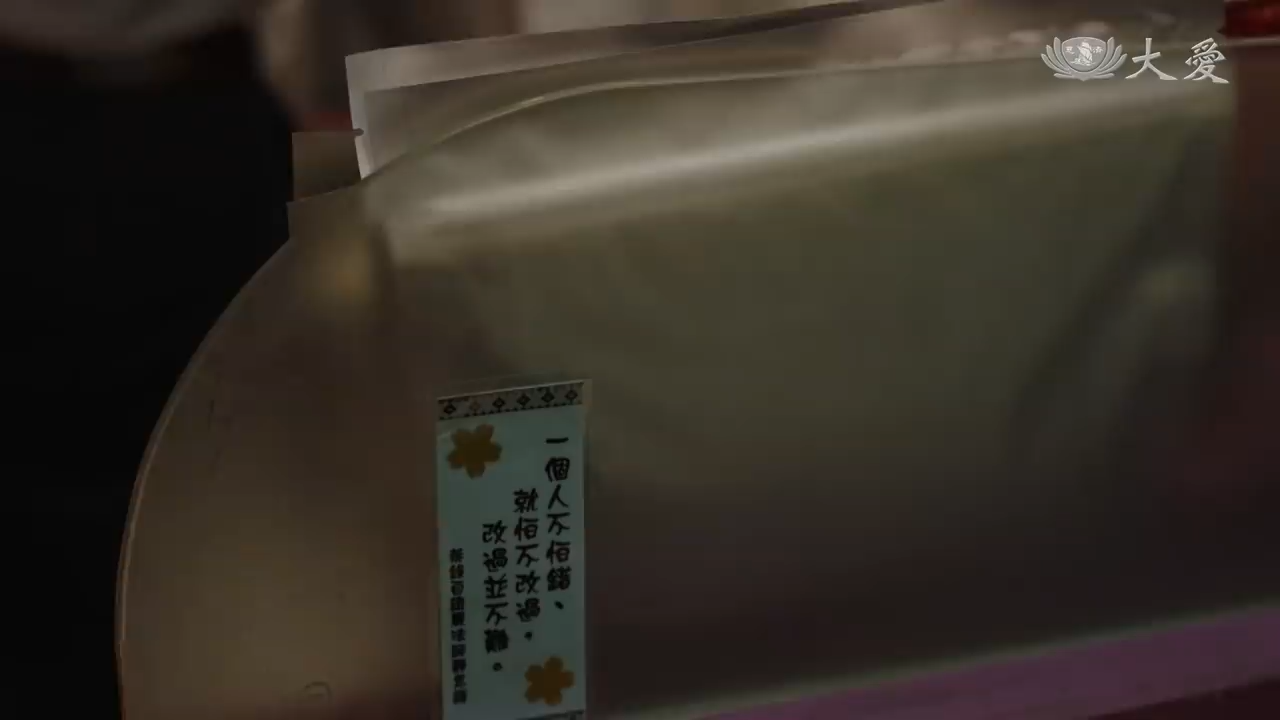 大愛
一個人不怕錯、
就怕不改過。
改過並不難。